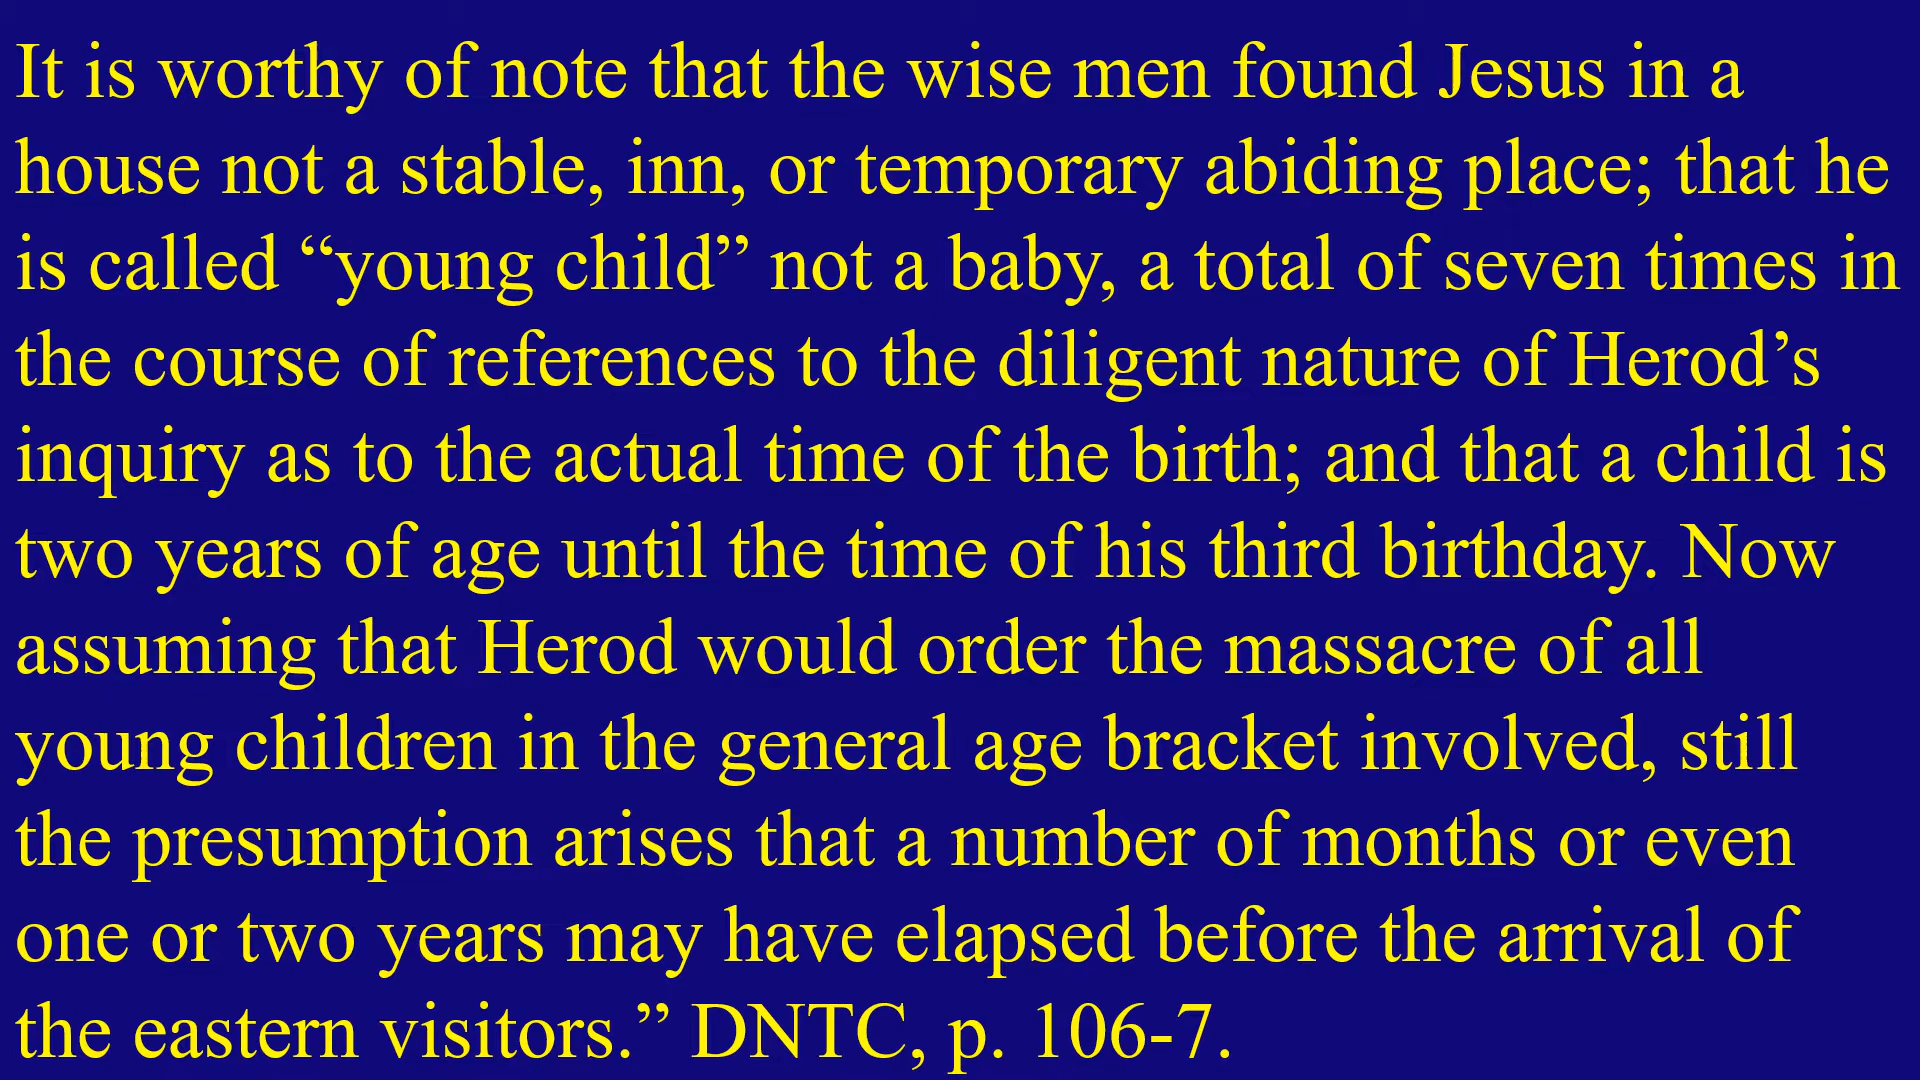 It is worthy of note that the wise men found Jesus in a
house not a stable, inn, or temporary abiding place; that he
is called “young child” not a baby, a total of seven times in
the course of references to the diligent nature of Herod’s
inquiry as to the actual time of the birth; and that a child is
two years of age until the time of his third birthday. Now
assuming that Herod would order the massacre of all
young children in the general age bracket involved, still
the presumption arises that a number of months or even
one or two years may have elapsed before the arrival of
the eastern visitors.” DNTC, p. 106-7.